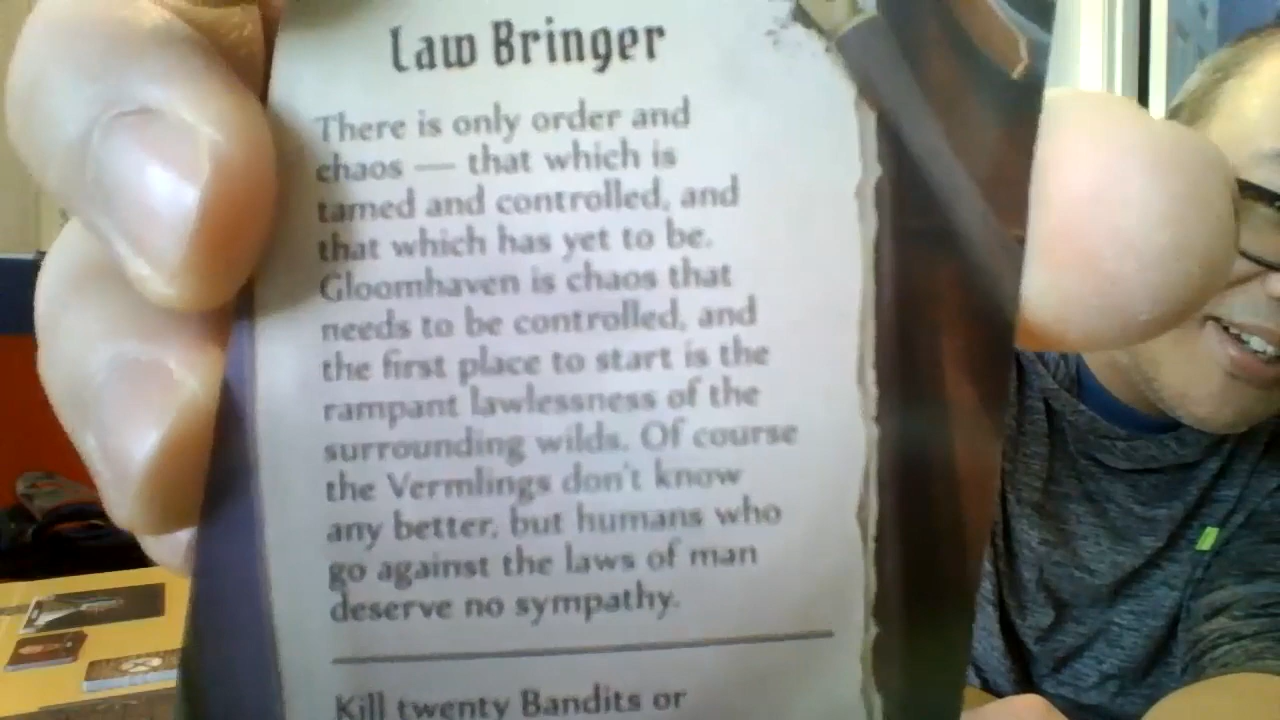 Law Bringer
There is only order and
chaos — that which is
tamed and controlled, and
that which has yet to be.
Gloomhaven is chaos that
needs to be controlled, and
the first place to start is the
rampant lawlessness of the
surrounding wilds. Of course
the Vermlings don't know
any better, but humans who
go against the laws of man
deserve no sympathy.
Kill twenty Bandits or